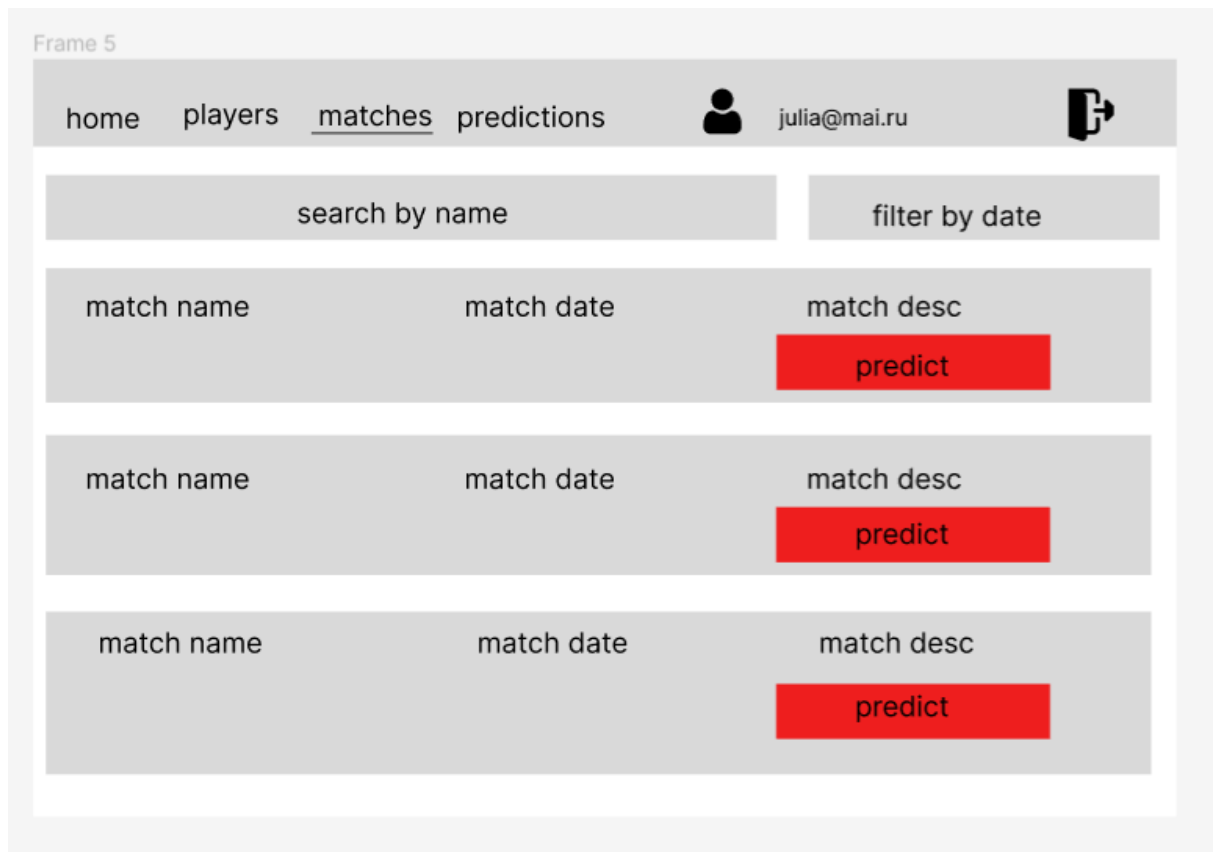 Frame 5
home players matches predictions julia@mai.ru
search by name filter by date
match name match date match desc
predict
match name match date match desc
predict
match name match date match desc
predict